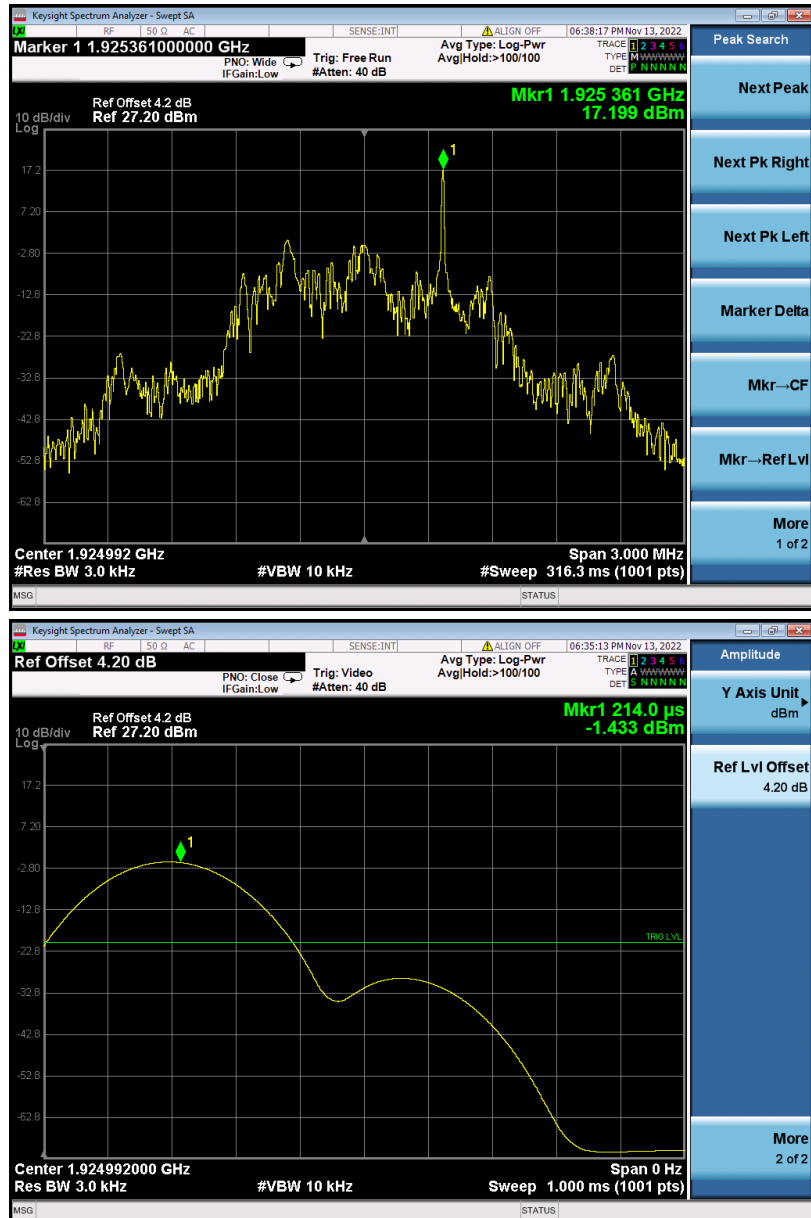 Keysight Spectrum Analyzer - Swept SA
LXI RF 50 Ω AC SENSE:INT ALIGN OFF 06:38:17 PM Nov 13, 2022
Marker 1 1.925361000000 GHz
PNO: Wide
IFGain:Low
Trig: Free Run
#Atten: 40 dB
Avg Type: Log-Pwr
Avg|Hold:>100/100
TRACE 1 2 3 4 5 6
TYPE M W W W W W
DET P N N N N N
Peak Search
Mkr1 1.925 361 GHz
17.199 dBm
Ref Offset 4.2 dB
10 dB/div Ref 27.20 dBm
Log
1
17.2
7.20
-2.80
-12.8
-22.8
-32.8
-42.8
-52.8
-62.8
Center 1.924992 GHz Span 3.000 MHz
#Res BW 3.0 kHz #VBW 10 kHz #Sweep 316.3 ms (1001 pts)
MSG STATUS
Next Peak
Next Pk Right
Next Pk Left
Marker Delta
Mkr→CF
Mkr→Ref Lvl
More
1 of 2
Keysight Spectrum Analyzer - Swept SA
LXI RF 50 Ω AC SENSE:INT ALIGN OFF 06:35:13 PM Nov 13, 2022
Ref Offset 4.20 dB
PNO: Close
IFGain:Low
Trig: Video
#Atten: 40 dB
Avg Type: Log-Pwr
Avg|Hold:>100/100
TRACE 1 2 3 4 5 6
TYPE A W W W W W
DET S N N N N N
Amplitude
Mkr1 214.0 µs
-1.433 dBm
Ref Offset 4.2 dB
10 dB/div Ref 27.20 dBm
Log
1
17.2
7.20
-2.80
-12.8
-22.8
TRIG LVL
-32.8
-42.8
-52.8
-62.8
Center 1.924992000 GHz Span 0 Hz
Res BW 3.0 kHz #VBW 10 kHz Sweep 1.000 ms (1001 pts)
MSG STATUS
Y Axis Unit
dBm
Ref Lvl Offset
4.20 dB
More
2 of 2